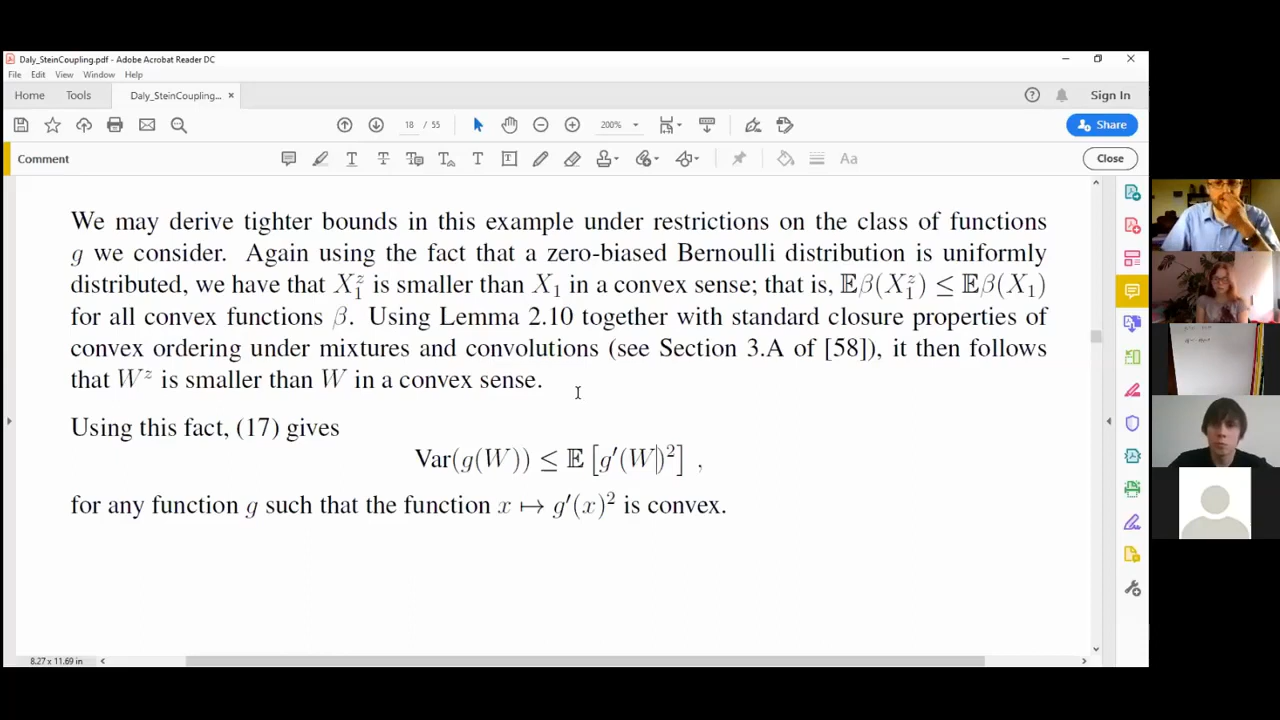 Daly_SteinCoupling.pdf - Adobe Acrobat Reader DC
File Edit View Window Help
Home Tools Daly_SteinCoupling... × Sign In
18 / 55 200% Share
Comment Aa Close
We may derive tighter bounds in this example under restrictions on the class of functions
g we consider. Again using the fact that a zero-biased Bernoulli distribution is uniformly
distributed, we have that X₁ᶻ is smaller than X₁ in a convex sense; that is, 𝔼β(X₁ᶻ) ≤ 𝔼β(X₁)
for all convex functions β. Using Lemma 2.10 together with standard closure properties of
convex ordering under mixtures and convolutions (see Section 3.A of [58]), it then follows
that Wᶻ is smaller than W in a convex sense.
Using this fact, (17) gives
Var(g(W)) ≤ 𝔼 [g′(W)²] ,
for any function g such that the function x ↦ g′(x)² is convex.
8.27 x 11.69 in